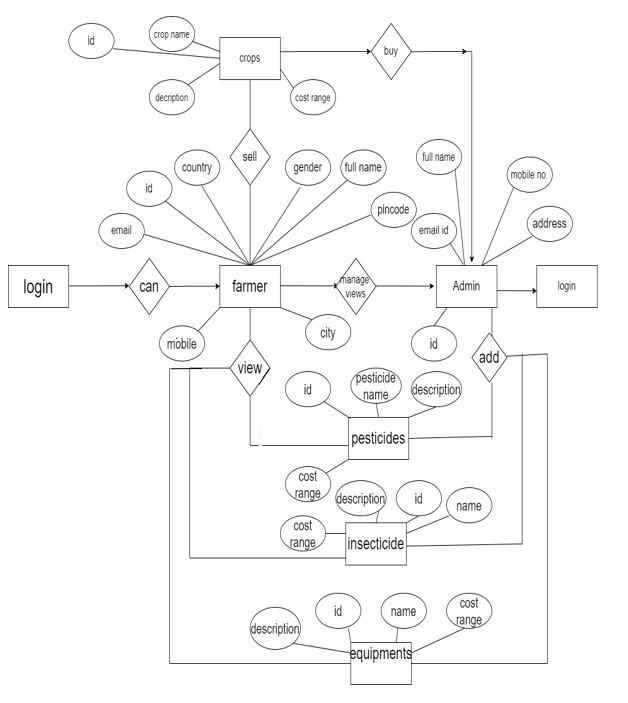 crop name
id
buy
crops
decription
cost range
sell
full name
country
gender
full name
mobile no.
id
pincode
address
email
email id
login
can
farmer
manage
views
Admin
login
mobile
city
id
add
view
pesticide
name
id
description
pesticides
cost
range
description
id
name
cost
range
insecticide
id
name
cost
range
description
equipments